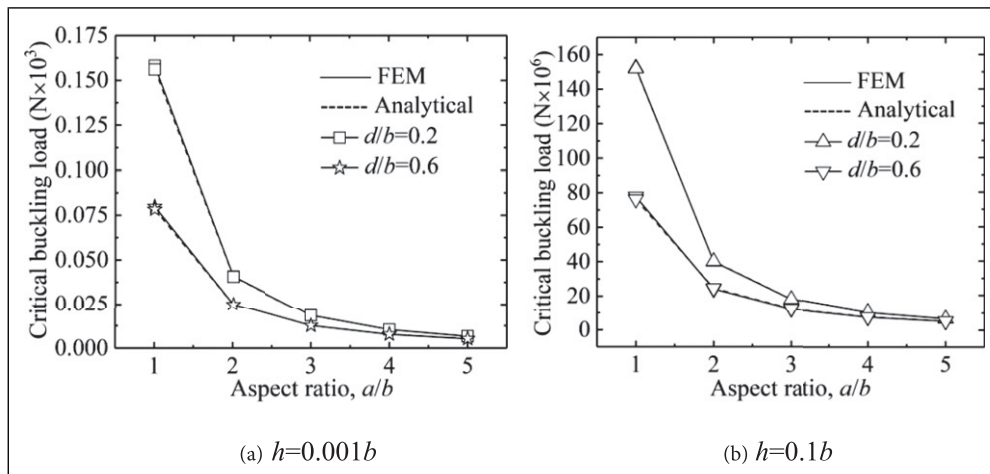 Critical buckling load (N×10³)
0.175
0.150
0.125
0.100
0.075
0.050
0.025
0.000
FEM
Analytical
d/b=0.2
d/b=0.6
1 2 3 4 5
Aspect ratio, a/b
(a) h=0.001b
Critical buckling load (N×10⁶)
160
140
120
100
80
60
40
20
0
FEM
Analytical
d/b=0.2
d/b=0.6
1 2 3 4 5
Aspect ratio, a/b
(b) h=0.1b